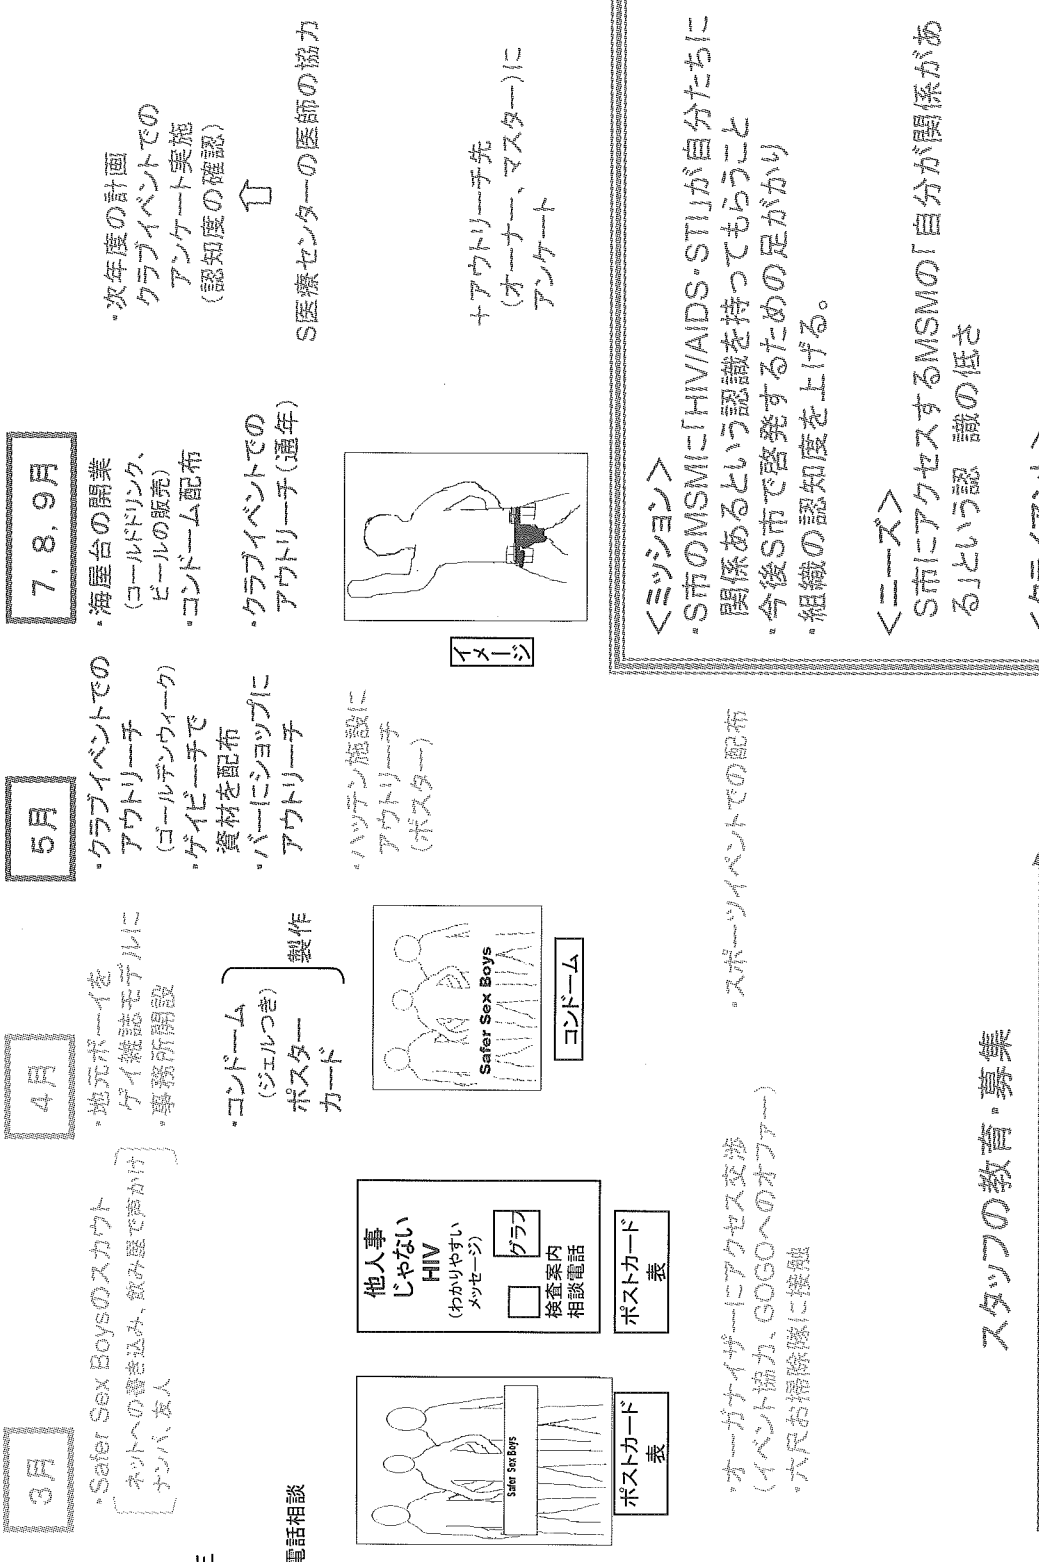 3月
・Safer Sex Boysのスカウト
ネットへの書き込み、飲み屋で声かけ
ナンパ、友人
電話相談
Safer Sex Boys
ポストカード
表
他人事
じゃない
HIV
(わかりやすい
メッセージ)
グラフ
検査案内
相談電話
ポストカード
表
・オーガナイザーにアクセス交渉
(イベント協力、GOGOへのオファー)
・六尺お掃除隊に接触
4月
・地元ボーイを
ゲイ雑誌モデルに
・事務所開設
・コンドーム
(ジェルつき)
ポスター
カード
製作
Safer Sex Boys
コンドーム
5月
・クラブイベントでの
アウトリーチ
(ゴールデンウィーク)
・ゲイビーチで
資材を配布
・バーにショップに
アウトリーチ
・ハッテン施設に
アウトリーチ
(ポスター)
・スポーツイベントでの配布
7, 8, 9月
・海屋台の開業
(コールドドリンク、
ビールの販売)
・コンドーム配布
・クラブイベントでの
アウトリーチ(通年)
イメージ
・次年度の計画
クラブイベントでの
アンケート実施
(認知度の確認)
S医療センターの医師の協力
+アウトリーチ先
(オーナー、マスター)に
アンケート
スタッフの教育・募集
<ミッション>
・S市のMSMに「HIV/AIDS・STI」が自分たちに
関係あるという認識を持ってもらうこと
・今後S市で啓発するための足がかり
・組織の認知度を上げる。
<ニーズ>
S市にアクセスするMSMの「自分が関係があ
る」という認 識の低さ